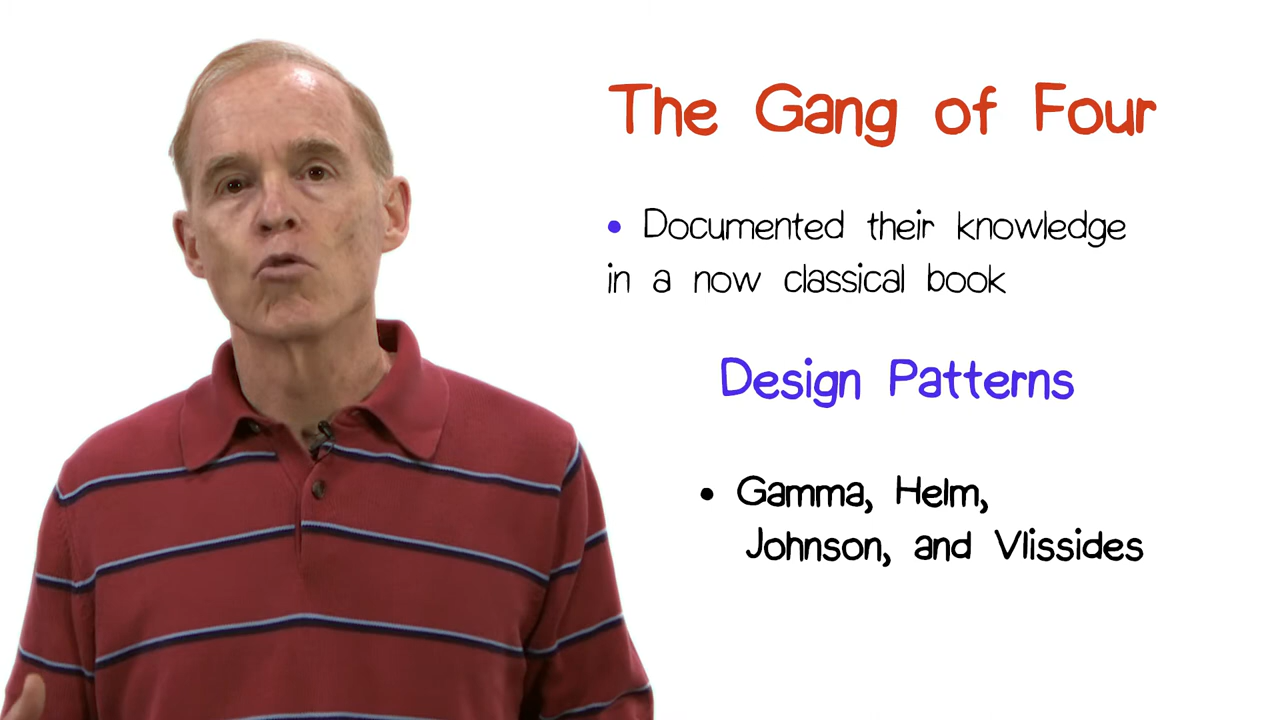 The Gang of Four
• Documented their knowledge
in a now classical book
Design Patterns
• Gamma, Helm,
Johnson, and Vlissides